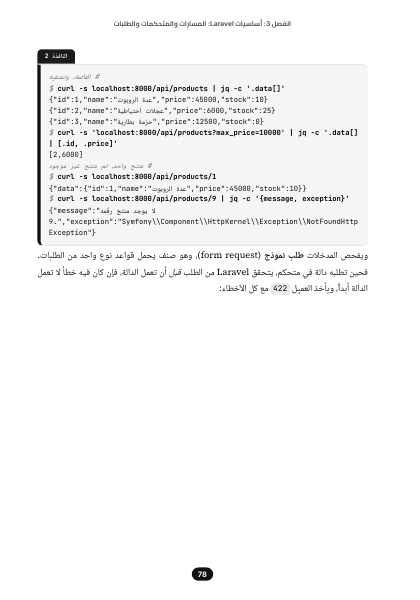 الفصل 3: أساسيات Laravel: المسارات والمتحكمات والطلبات
النافذة 2
# القائمة، وتصفيته
$ curl -s localhost:8000/api/products | jq -c '.data[]'
{"id":1,"name":"عدة الروبوت","price":45000,"stock":10}
{"id":2,"name":"عجلات احتياطية","price":6000,"stock":25}
{"id":3,"name":"حزمة بطارية","price":12500,"stock":0}
$ curl -s 'localhost:8000/api/products?max_price=10000' | jq -c '.data[]
| [.id, .price]'
[2,6000]
# منتج واحد، ثم منتج غير موجود
$ curl -s localhost:8000/api/products/1
{"data":{"id":1,"name":"عدة الروبوت","price":45000,"stock":10}}
$ curl -s localhost:8000/api/products/9 | jq -c '{message, exception}'
{"message":"لا يوجد منتج رقمه
9.","exception":"Symfony\\Component\\HttpKernel\\Exception\\NotFoundHttp
Exception"}
ويفحص المدخلات طلب نموذج (form request)، وهو صنف يحمل قواعد نوع واحد من الطلبات.
فحين تطلبه دالة في متحكم، يتحقق Laravel من الطلب قبل أن تعمل الدالة، فإن كان فيه خطأ لا تعمل
الدالة أبداً، ويأخذ العميل 422 مع كل الأخطاء:
78